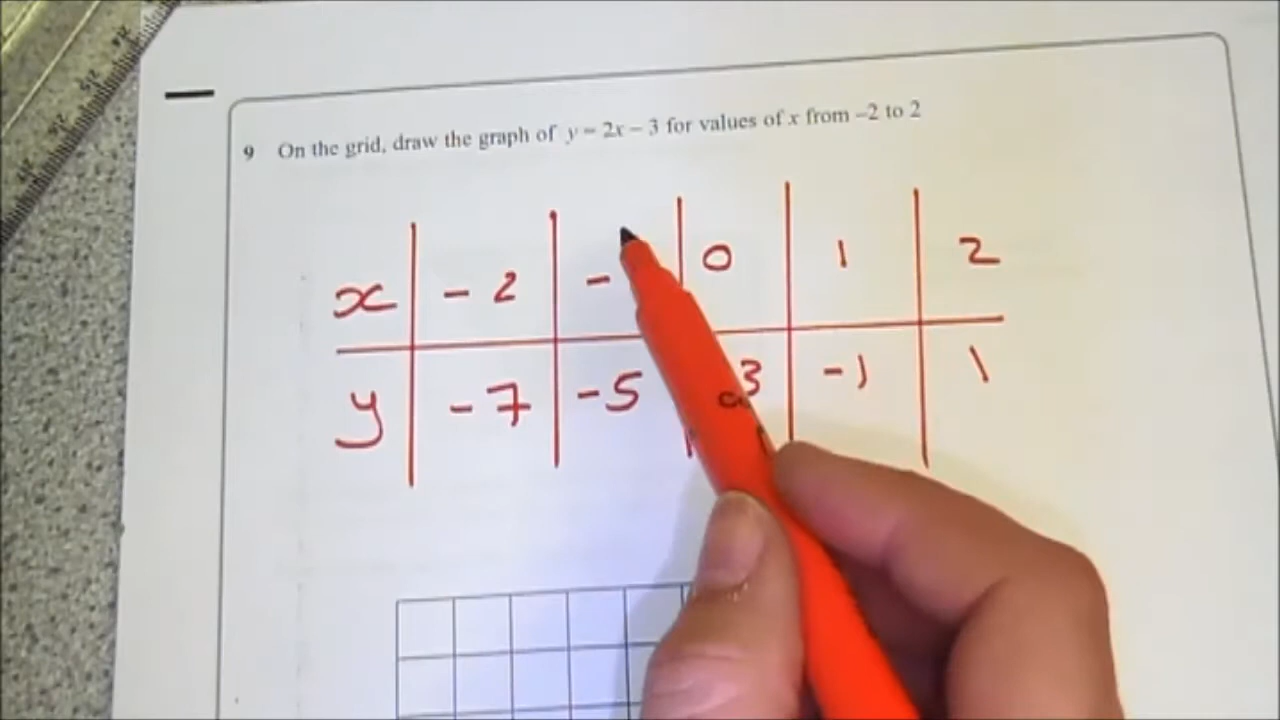 9 On the grid, draw the graph of y = 2x – 3 for values of x from –2 to 2
x -2 - 0 1 2
y -7 -5 3 -1 1